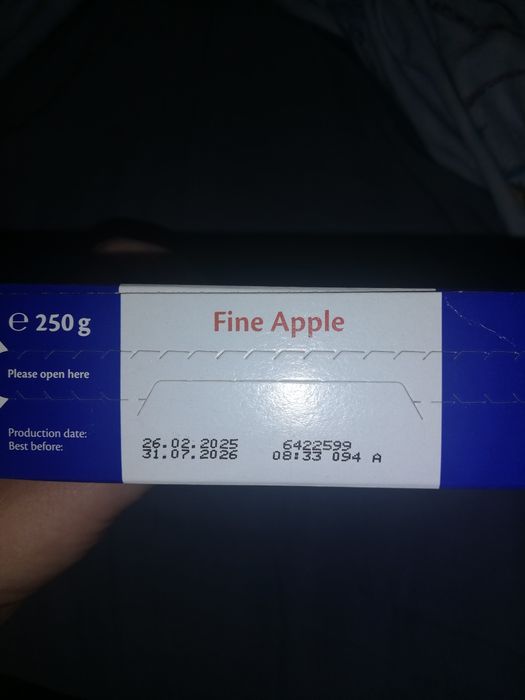 ℮ 250 g
Fine Apple
Please open here
Production date: 26.02.2025 6422599
Best before: 31.07.2026 08:33 094 A